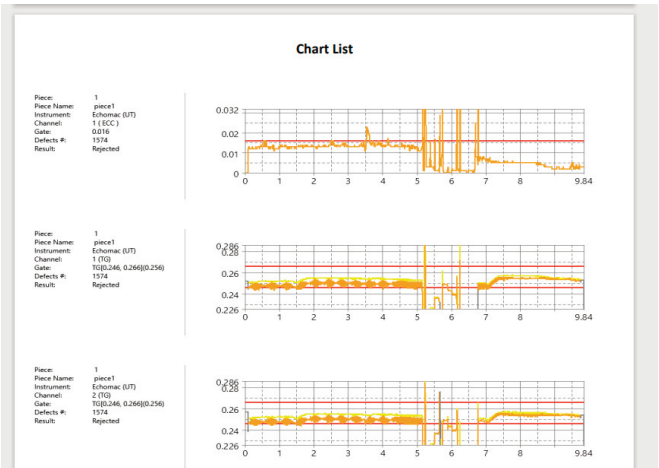 Chart List
Piece: 1
Piece Name: piece1
Instrument: Echomac (UT)
Channel: 1 ( ECC )
Gate: 0.016
Defects #: 1574
Result: Rejected
0.032
0.02
0.01
0
0 1 2 3 4 5 6 7 8 9.84
Piece: 1
Piece Name: piece1
Instrument: Echomac (UT)
Channel: 1 (TG)
Gate: TG[0.246, 0.266](0.256)
Defects #: 1574
Result: Rejected
0.286
0.28
0.26
0.24
0.226
0 1 2 3 4 5 6 7 8 9.84
Piece: 1
Piece Name: piece1
Instrument: Echomac (UT)
Channel: 2 (TG)
Gate: TG[0.246, 0.266](0.256)
Defects #: 1574
Result: Rejected
0.286
0.28
0.26
0.24
0.226
0 1 2 3 4 5 6 7 8 9.84